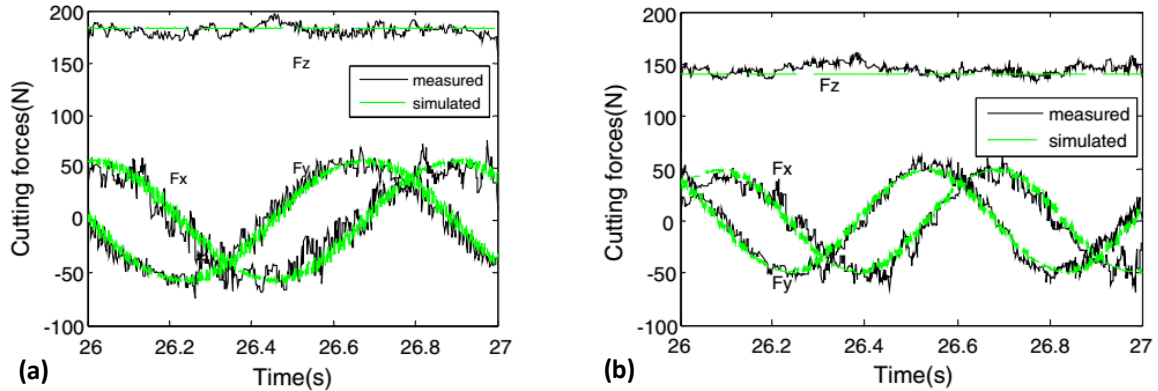 200
150
100
50
0
-50
-100
Cutting forces(N)
Fz
measured
simulated
Fx
Fy
26 26.2 26.4 26.6 26.8 27
Time(s)
(a)
200
150
100
50
0
-50
-100
Cutting forces(N)
Fz
measured
simulated
Fx
Fy
26 26.2 26.4 26.6 26.8 27
Time(s)
(b)